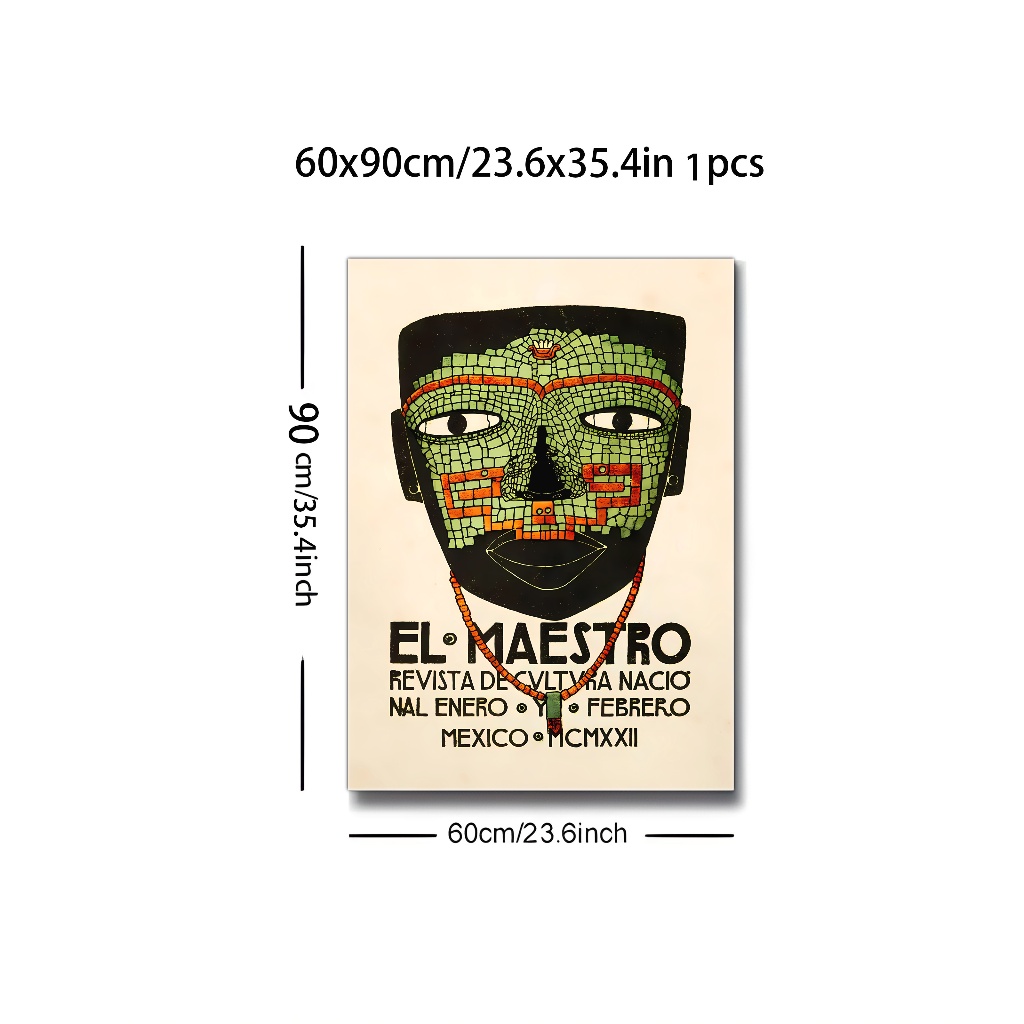 60x90cm/23.6x35.4in 1pcs
90 cm/35.4inch
EL MAESTRO
REVISTA DE CVLTVRA NACIO
NAL ENERO Y FEBRERO
MEXICO MCMXXII
60cm/23.6inch